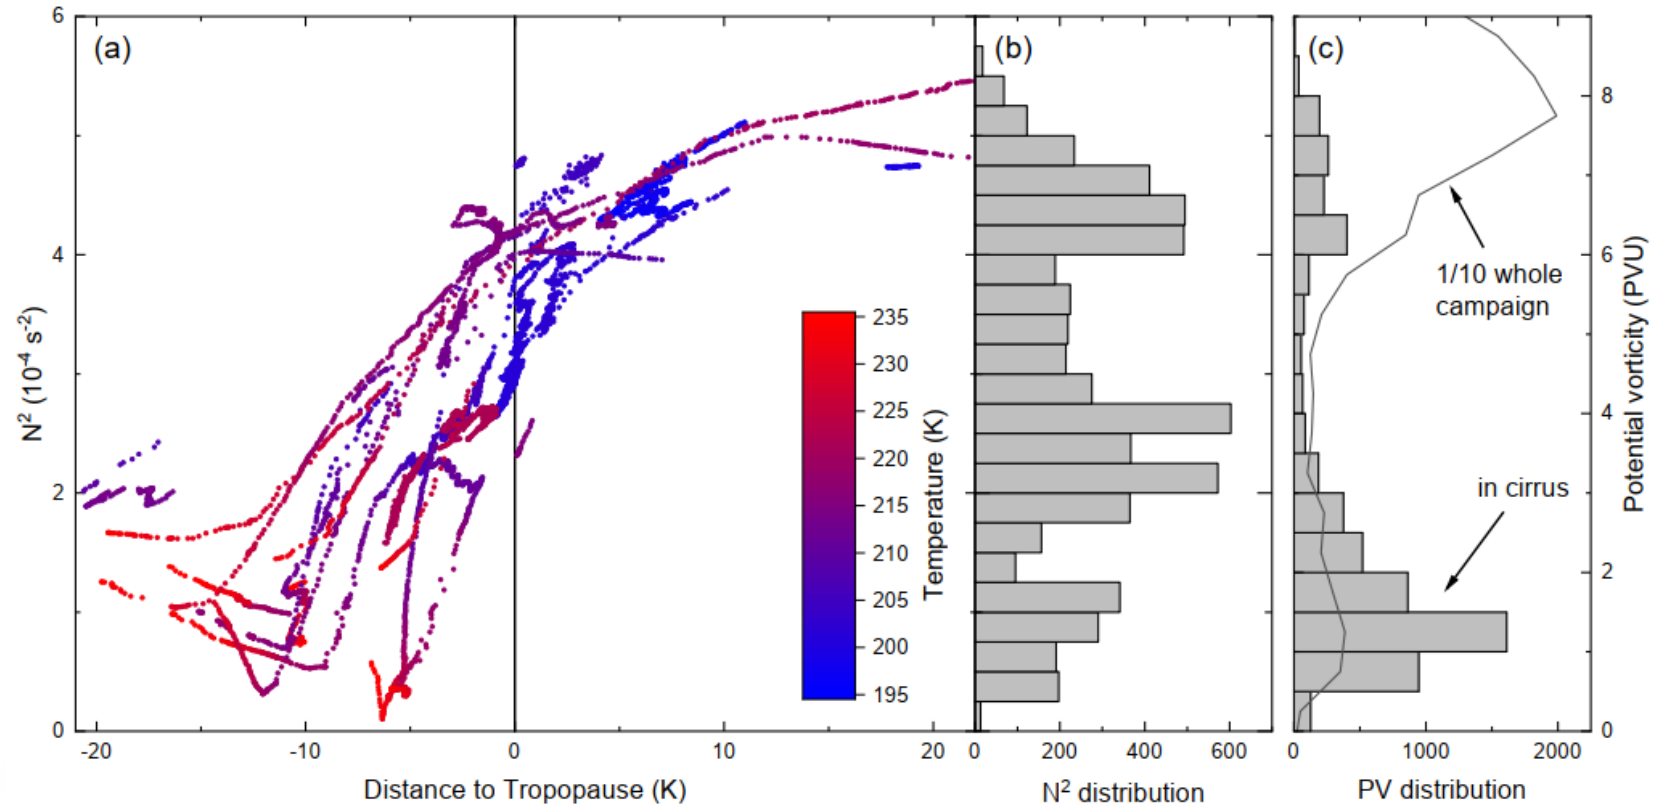 (a)
(b)
(c)
6
4
2
0
N² (10⁻⁴ s⁻²)
-20
-10
0
10
20
Distance to Tropopause (K)
235
230
225
220
215
210
205
200
195
Temperature (K)
0
200
400
600
N² distribution
1/10 whole
campaign
in cirrus
0
1000
2000
PV distribution
8
6
4
2
0
Potential vorticity (PVU)